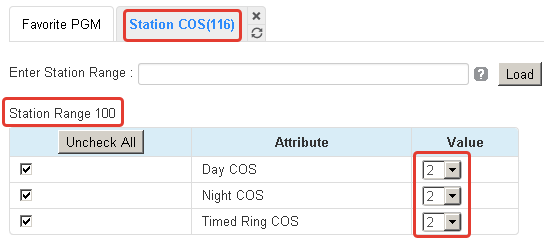 Favorite PGM Station COS(116)
Enter Station Range : ? Load
Station Range 100
Uncheck All Attribute Value
Day COS 2
Night COS 2
Timed Ring COS 2